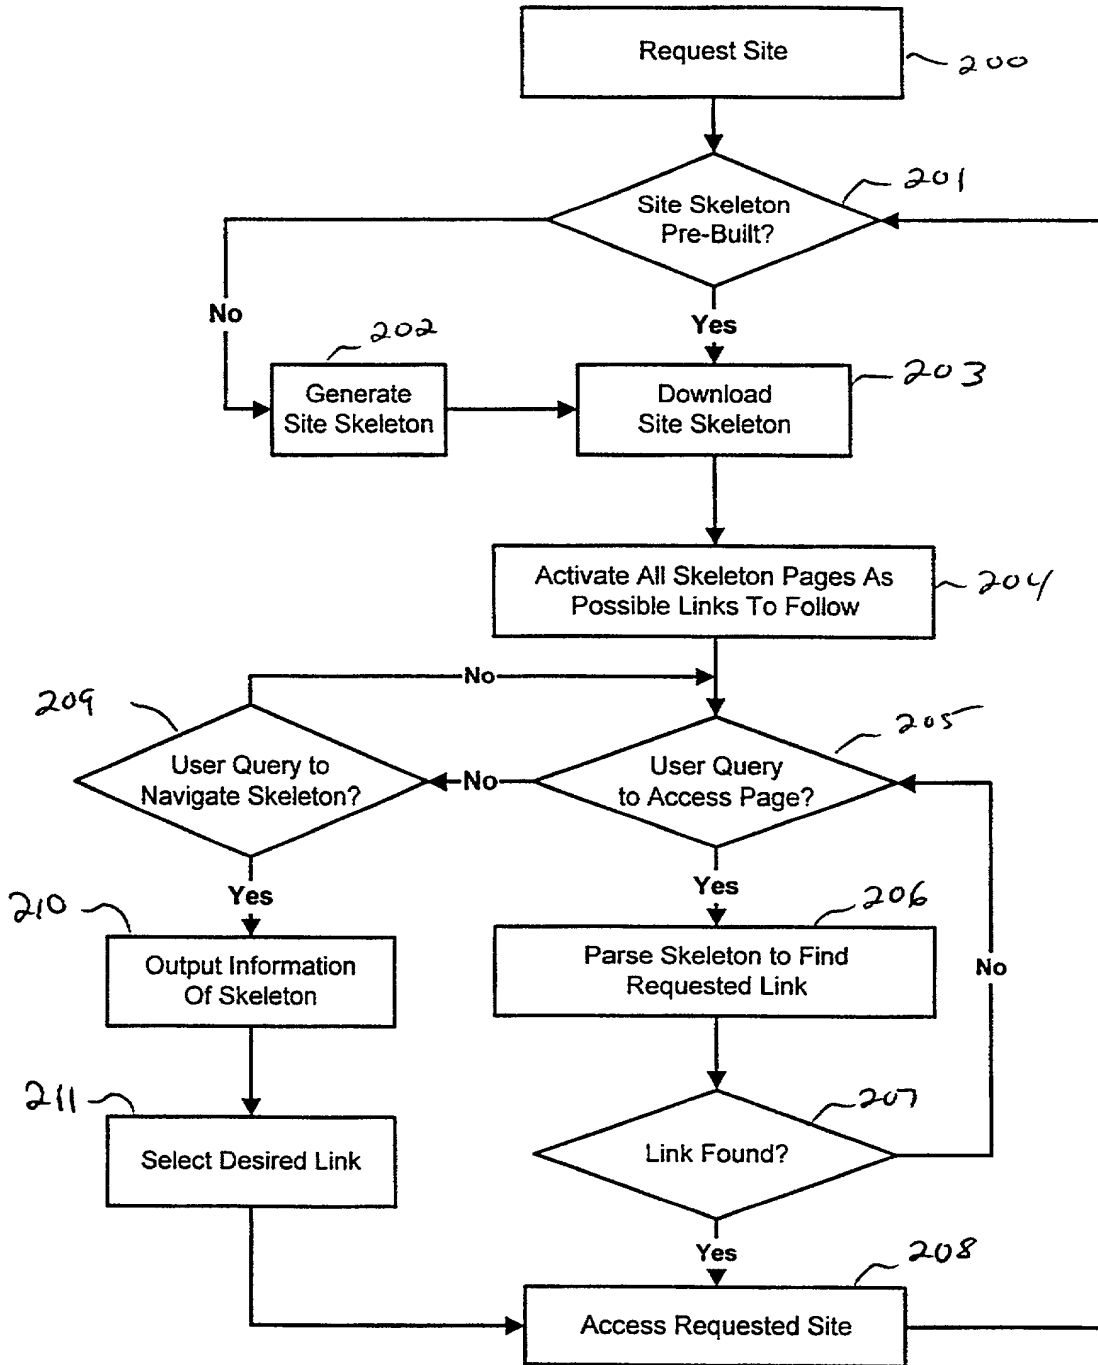 Request Site
200
201
Site Skeleton
Pre-Built?
No
Yes
202
203
Generate
Site Skeleton
Download
Site Skeleton
Activate All Skeleton Pages As
Possible Links To Follow
204
No
209
205
User Query to
Navigate Skeleton?
No
User Query
to Access Page?
Yes
Yes
210
206
Output Information
Of Skeleton
Parse Skeleton to Find
Requested Link
No
211
207
Select Desired Link
Link Found?
Yes
208
Access Requested Site